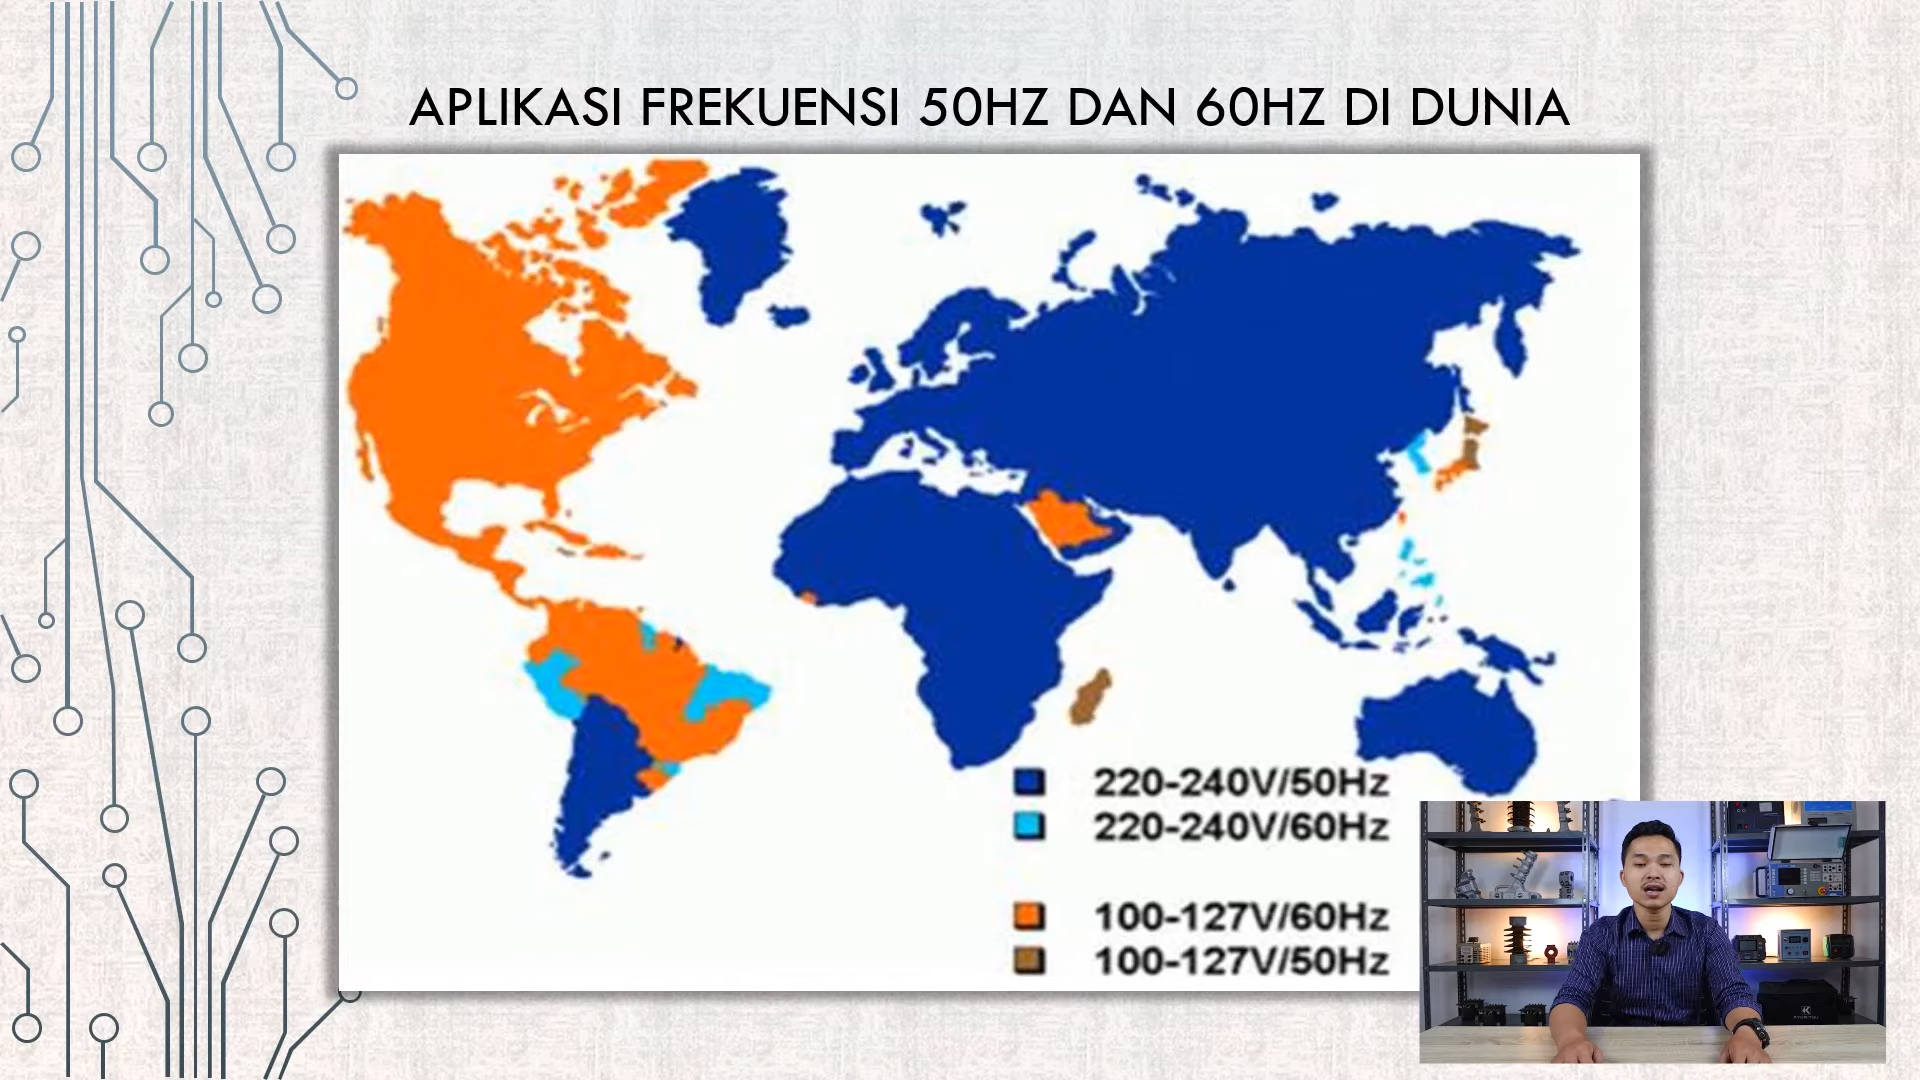 APLIKASI FREKUENSI 50HZ DAN 60HZ DI DUNIA
220-240V/50Hz
220-240V/60Hz
100-127V/60Hz
100-127V/50Hz